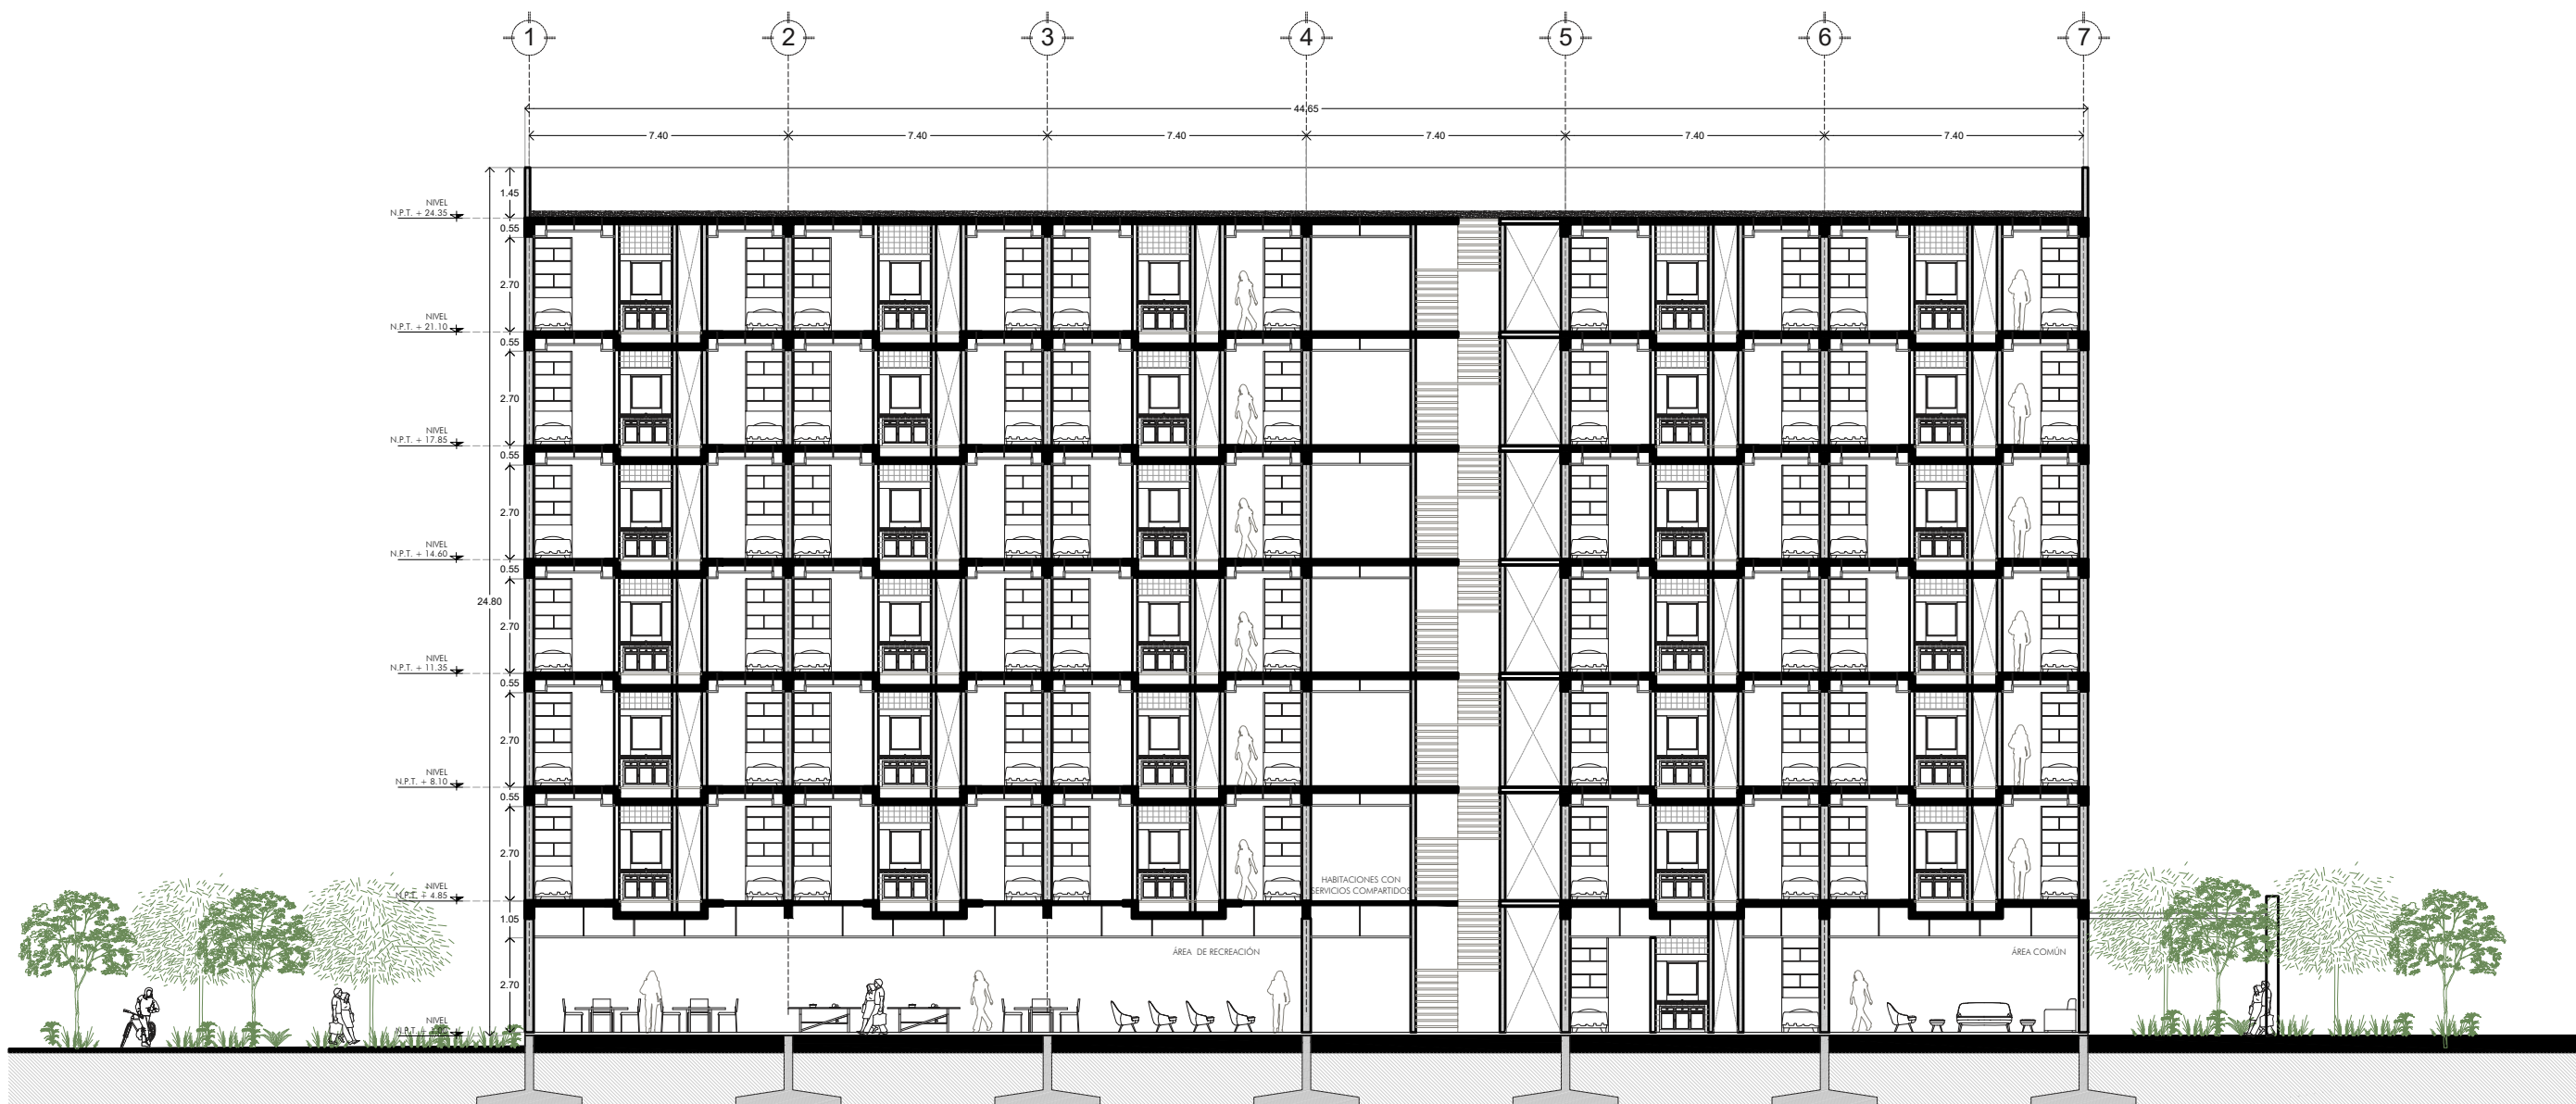 1 2 3 4 5 6 7
44.65
7.40 7.40 7.40 7.40 7.40 7.40
1.45
NIVEL
N.P.T. + 24.35
0.55
2.70
NIVEL
N.P.T. + 21.10
0.55
2.70
NIVEL
N.P.T. + 17.85
0.55
2.70
NIVEL
N.P.T. + 14.60
0.55
24.80
2.70
NIVEL
N.P.T. + 11.35
0.55
2.70
NIVEL
N.P.T. + 8.10
0.55
2.70
HABITACIONES CON
SERVICIOS COMPARTIDOS
NIVEL
N.P.T. + 4.85
1.05
ÁREA DE RECREACIÓN
ÁREA COMÚN
2.70
NIVEL
N.P.T. +